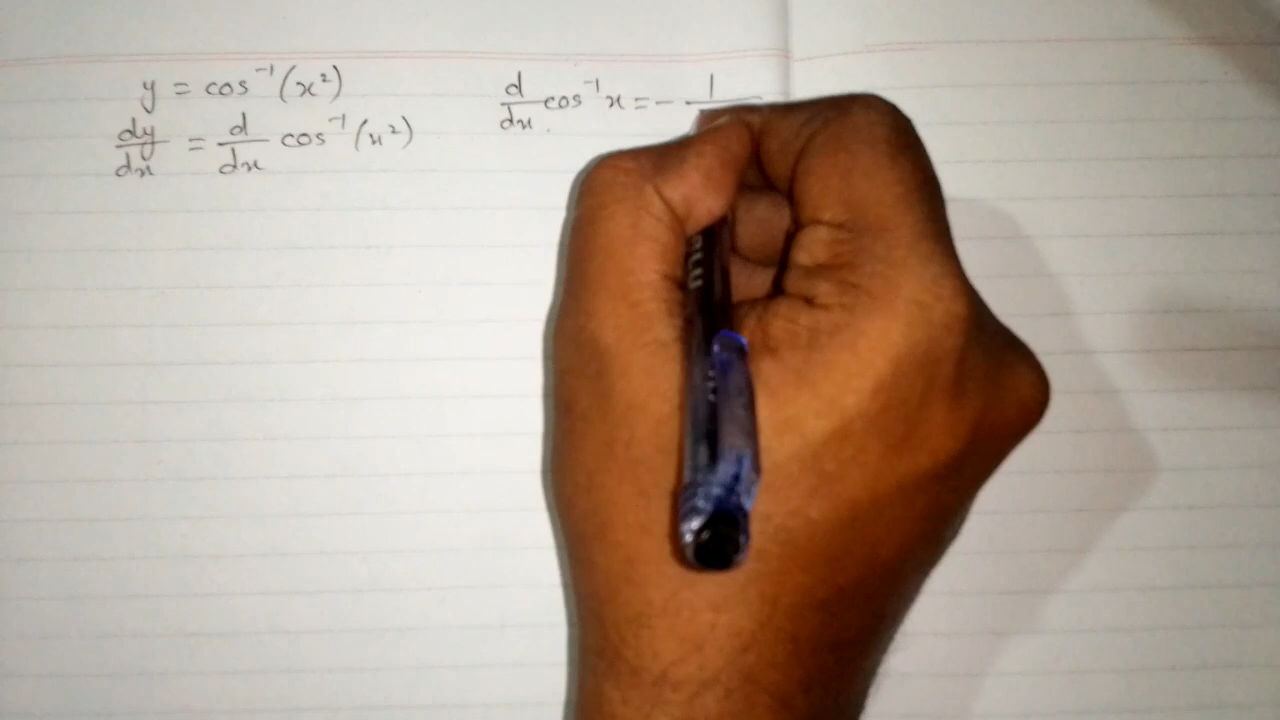 y = cos⁻¹(x²)
dy/dx = d/dx cos⁻¹(x²)
d/dx cos⁻¹x = - 1